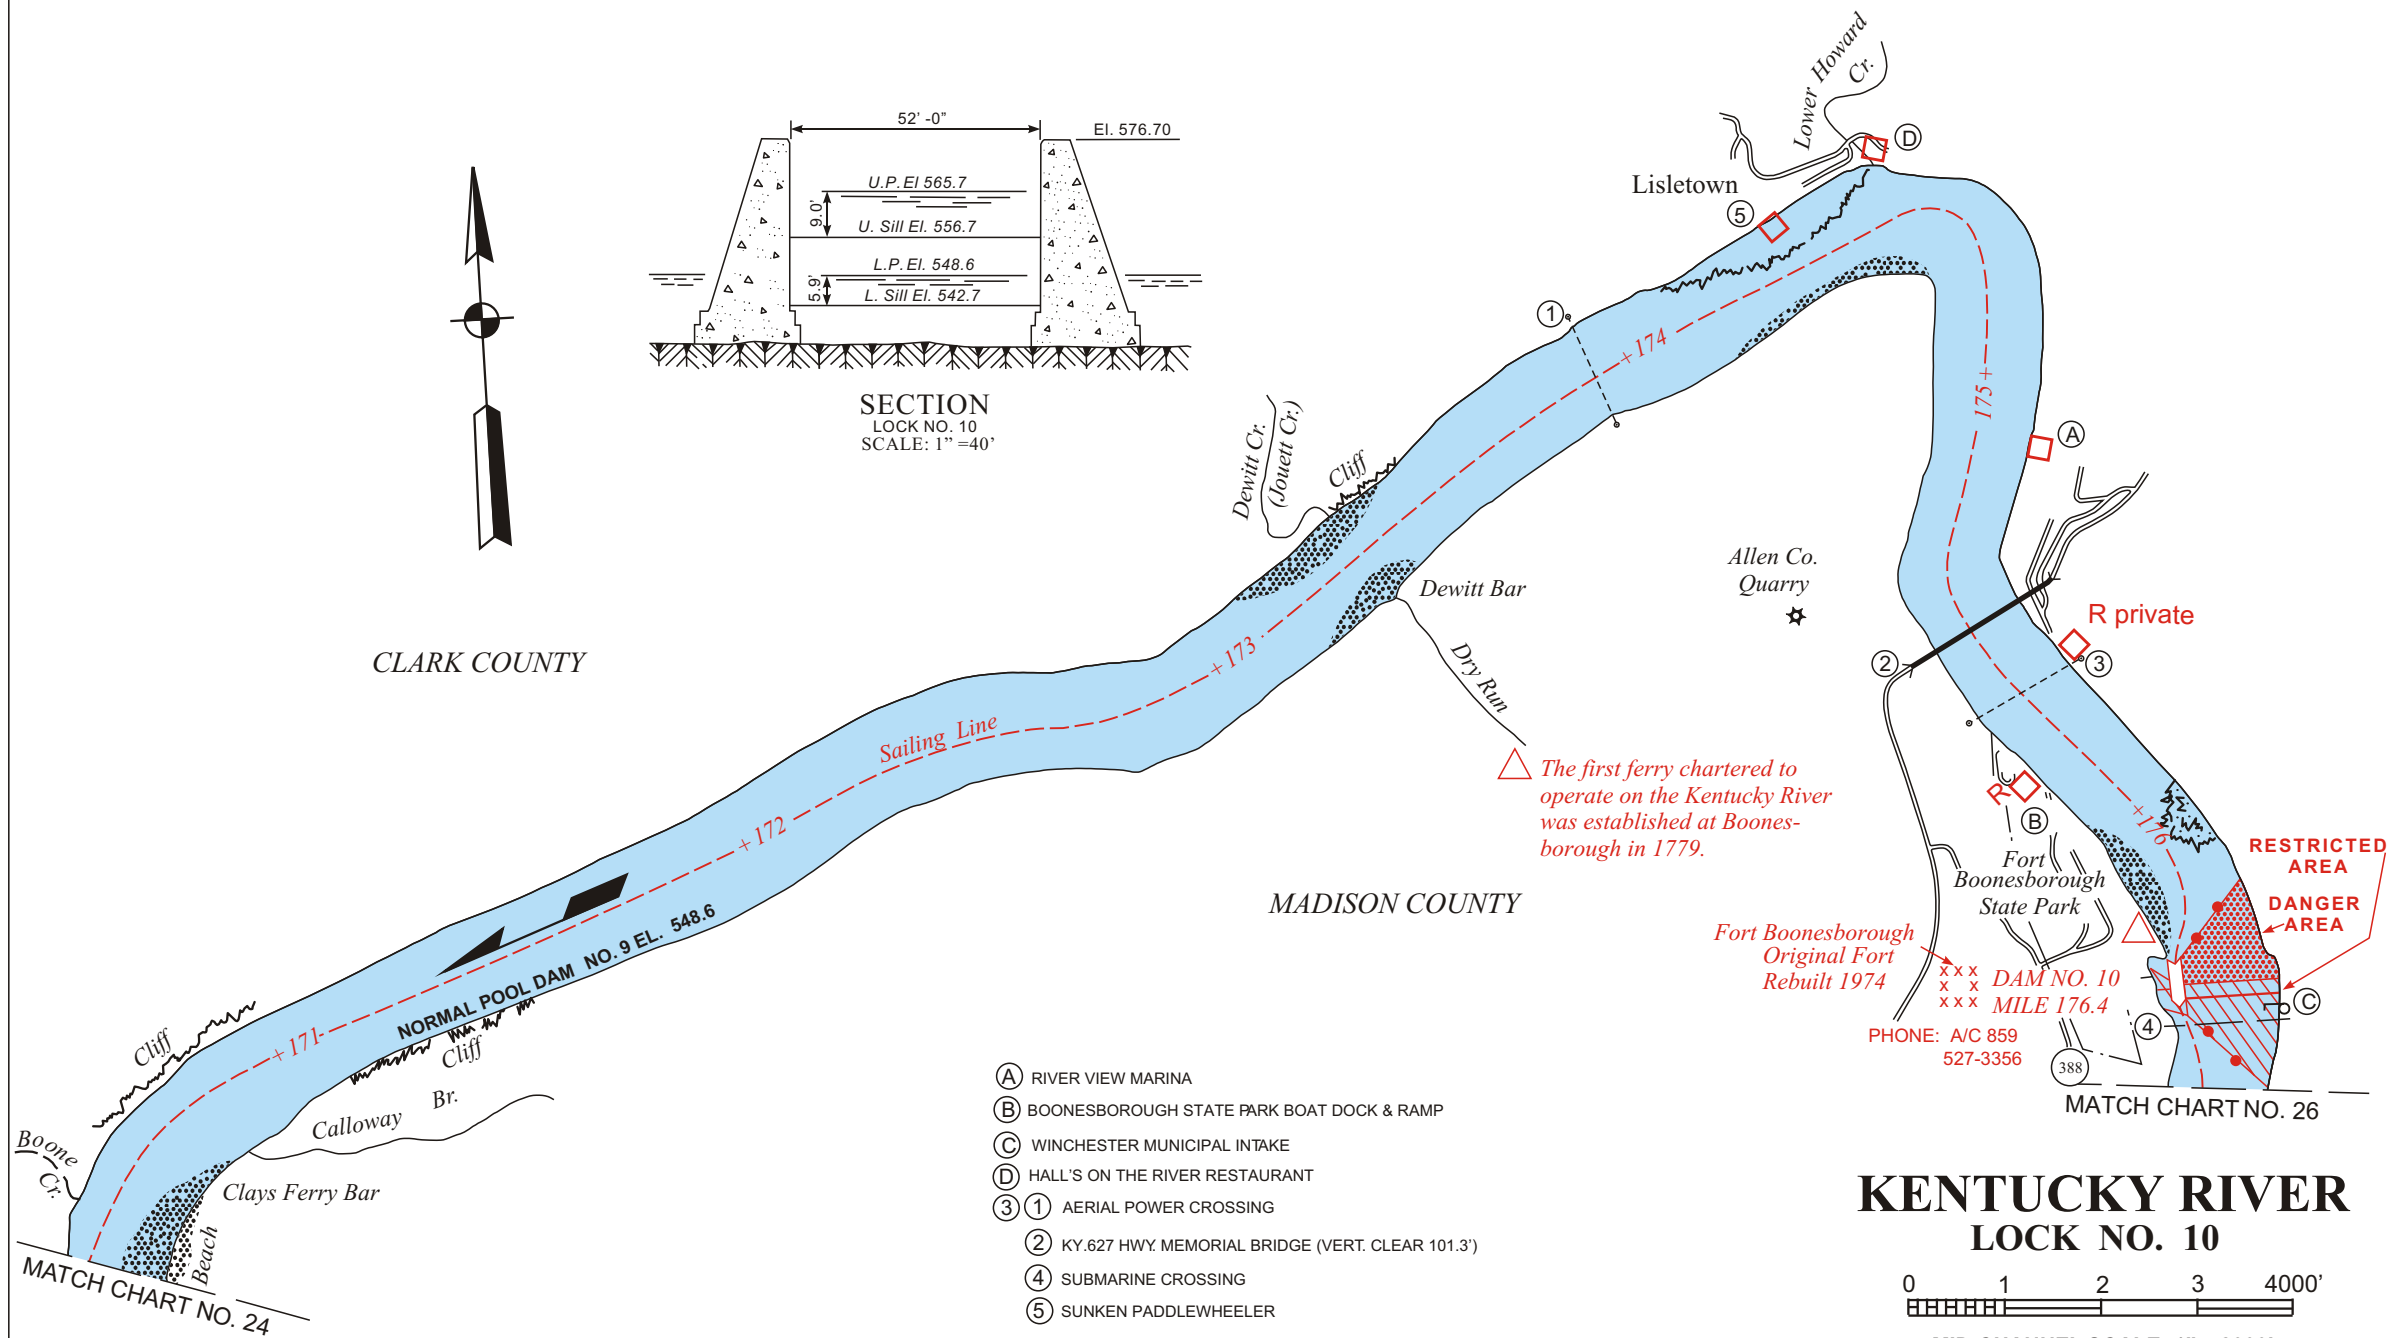 52' -0"
El. 576.70
U.P. El 565.7
9.0'
U. Sill El. 556.7
L.P. El. 548.6
5.9'
L. Sill El. 542.7
SECTION
LOCK NO. 10
SCALE: 1" =40'
Lower Howard
Cr.
D
Lisletown
5
1
+174
175+
A
Dewitt Cr.
(Jouett Cr.)
Cliff
Allen Co.
Quarry
Dewitt Bar
R private
2
3
CLARK COUNTY
+173
Dry Run
Sailing Line
The first ferry chartered to
operate on the Kentucky River
was established at Boones-
borough in 1779.
R
B
+176
+172
Fort
Boonesborough
State Park
RESTRICTED
AREA
DANGER
AREA
MADISON COUNTY
Fort Boonesborough
Original Fort
Rebuilt 1974
x x x
x x
x x x
DAM NO. 10
MILE 176.4
C
4
PHONE: A/C 859
527-3356
388
MATCH CHART NO. 26
NORMAL POOL DAM NO. 9 EL. 548.6
+171
Cliff
Cliff
Calloway Br.
Boone
Cr.
Clays Ferry Bar
Beach
MATCH CHART NO. 24
A RIVER VIEW MARINA
B BOONESBOROUGH STATE PARK BOAT DOCK & RAMP
C WINCHESTER MUNICIPAL INTAKE
D HALL'S ON THE RIVER RESTAURANT
3 1 AERIAL POWER CROSSING
2 KY.627 HWY. MEMORIAL BRIDGE (VERT. CLEAR 101.3')
4 SUBMARINE CROSSING
5 SUNKEN PADDLEWHEELER
KENTUCKY RIVER
LOCK NO. 10
0 1 2 3 4000'